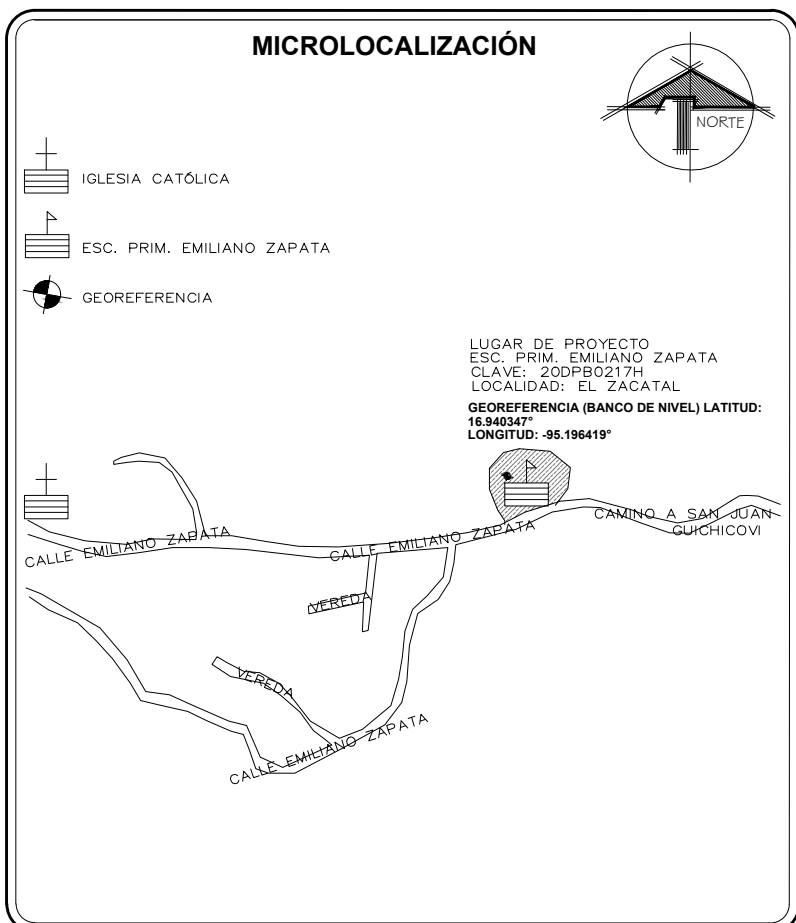 MICROLOCALIZACIÓN
NORTE
IGLESIA CATÓLICA
ESC. PRIM. EMILIANO ZAPATA
GEOREFERENCIA
LUGAR DE PROYECTO
ESC. PRIM. EMILIANO ZAPATA
CLAVE: 20DPB0217H
LOCALIDAD: EL ZACATAL
GEOREFERENCIA (BANCO DE NIVEL) LATITUD:
16.940347°
LONGITUD: -95.196419°
CAMINO A SAN JUAN
GUICHICOVI
CALLE EMILIANO ZAPATA
CALLE EMILIANO ZAPATA
VEREDA
VEREDA
CALLE EMILIANO ZAPATA